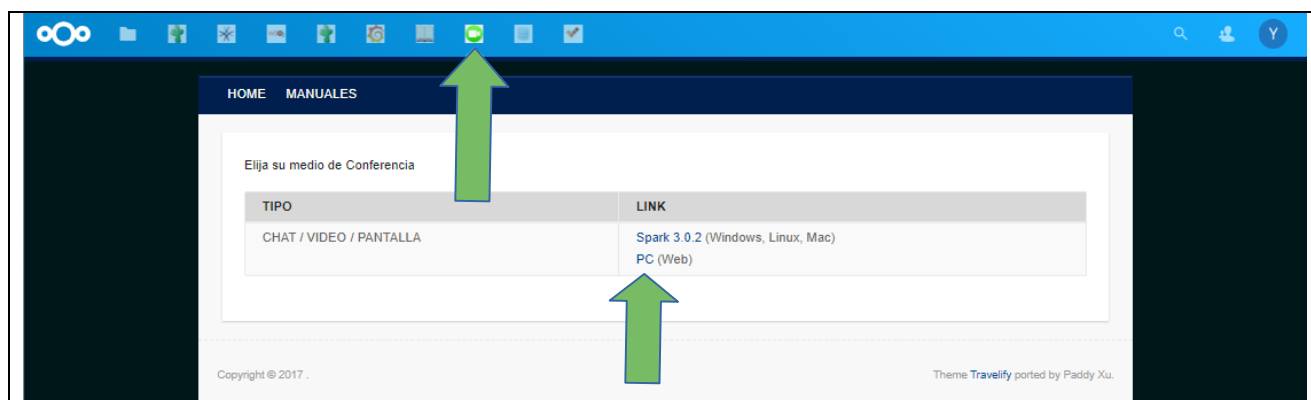 Y
HOME MANUALES
Elija su medio de Conferencia
TIPO LINK
CHAT / VIDEO / PANTALLA Spark 3.0.2 (Windows, Linux, Mac)
PC (Web)
Copyright © 2017 . Theme Travelify ported by Paddy Xu.